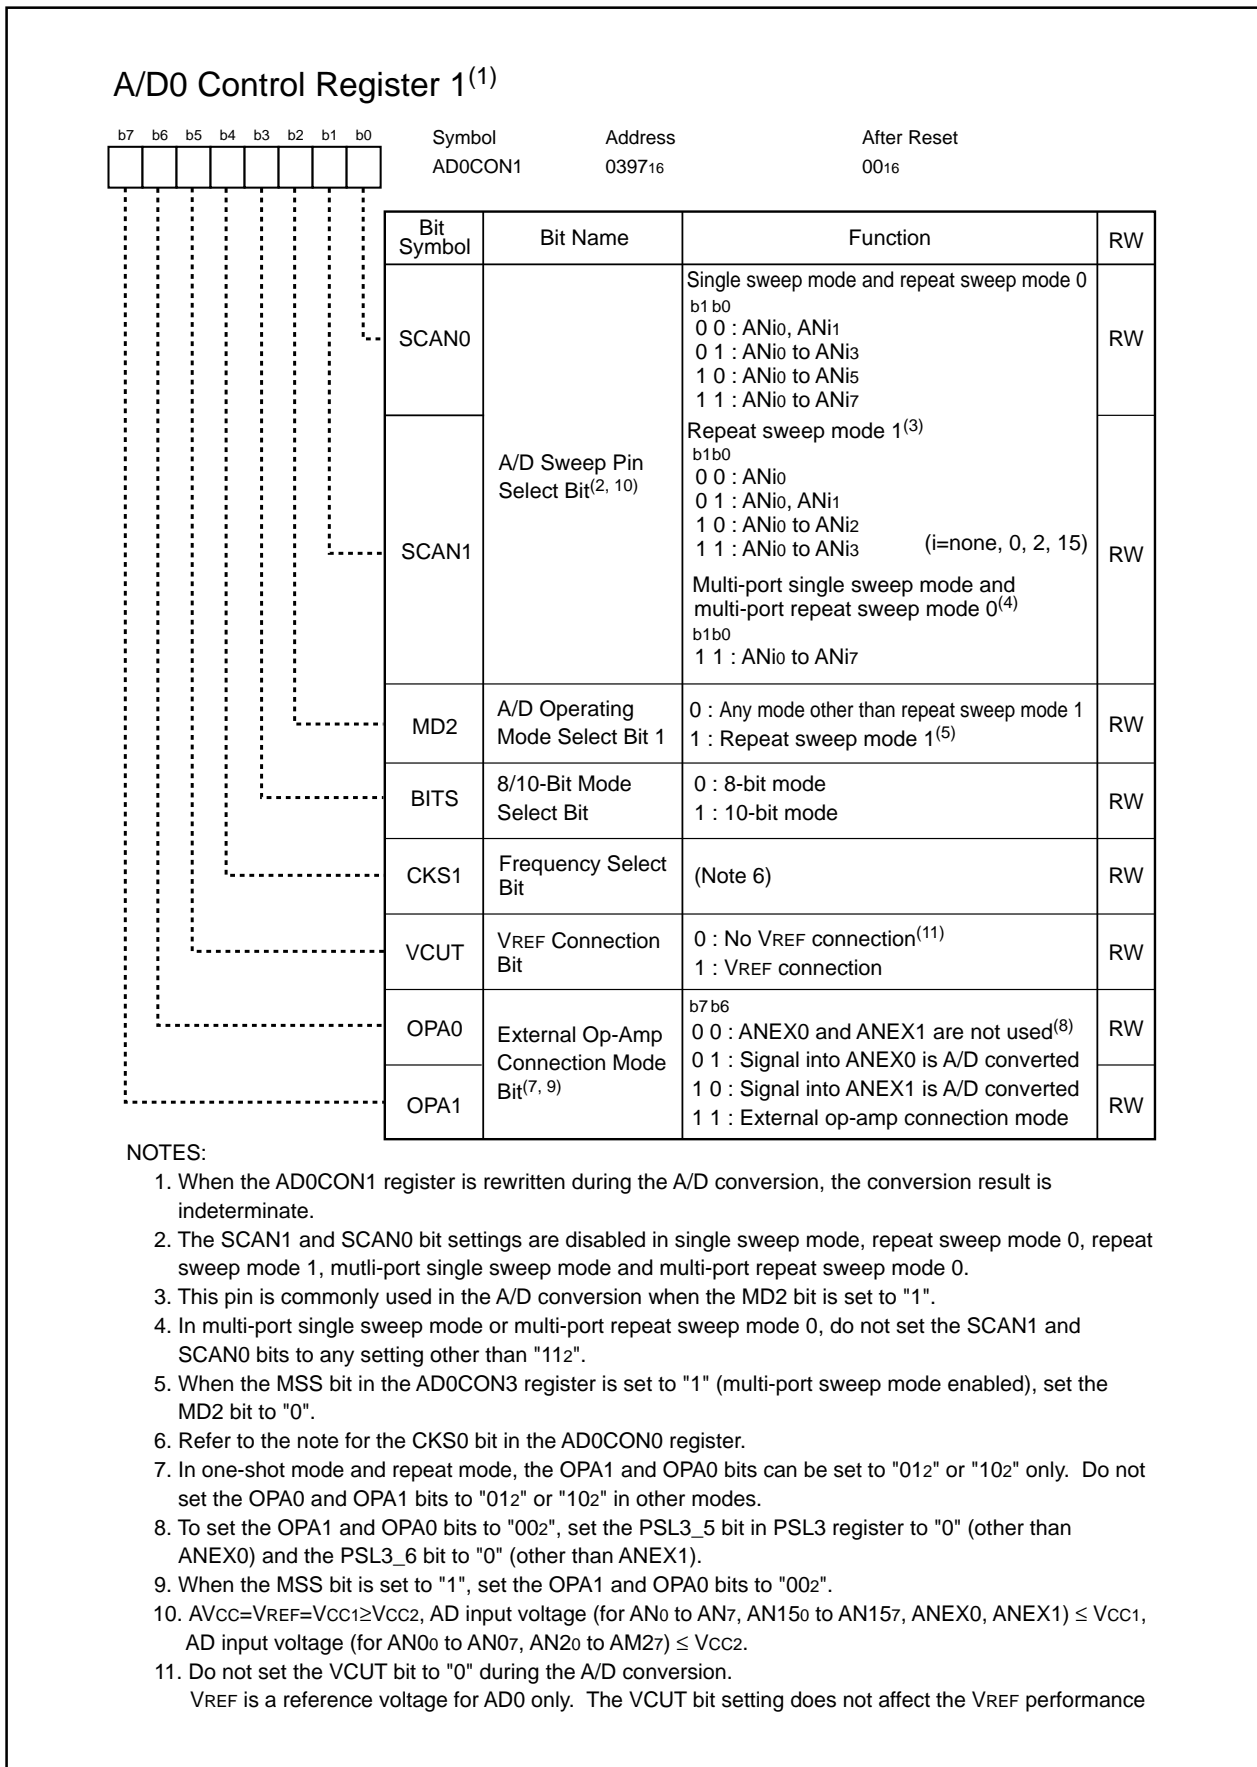 A/D0 Control Register 1(1)
b7 b6 b5 b4 b3 b2 b1 b0
Symbol Address After Reset
AD0CON1 039716 0016
Bit Symbol Bit Name Function RW
SCAN0
A/D Sweep Pin
Select Bit(2, 10)
Single sweep mode and repeat sweep mode 0
b1 b0
0 0 : ANi0, ANi1
0 1 : ANi0 to ANi3
1 0 : ANi0 to ANi5
1 1 : ANi0 to ANi7
RW
SCAN1
Repeat sweep mode 1(3)
b1b0
0 0 : ANi0
0 1 : ANi0, ANi1
1 0 : ANi0 to ANi2
1 1 : ANi0 to ANi3 (i=none, 0, 2, 15)
Multi-port single sweep mode and
multi-port repeat sweep mode 0(4)
b1b0
1 1 : ANi0 to ANi7
RW
MD2
A/D Operating
Mode Select Bit 1
0 : Any mode other than repeat sweep mode 1
1 : Repeat sweep mode 1(5)
RW
BITS
8/10-Bit Mode
Select Bit
0 : 8-bit mode
1 : 10-bit mode
RW
CKS1
Frequency Select
Bit
(Note 6)
RW
VCUT
VREF Connection
Bit
0 : No VREF connection(11)
1 : VREF connection
RW
OPA0
External Op-Amp
Connection Mode
Bit(7, 9)
b7 b6
0 0 : ANEX0 and ANEX1 are not used(8)
0 1 : Signal into ANEX0 is A/D converted
1 0 : Signal into ANEX1 is A/D converted
1 1 : External op-amp connection mode
RW
OPA1
RW
NOTES:
1. When the AD0CON1 register is rewritten during the A/D conversion, the conversion result is
indeterminate.
2. The SCAN1 and SCAN0 bit settings are disabled in single sweep mode, repeat sweep mode 0, repeat
sweep mode 1, mutli-port single sweep mode and multi-port repeat sweep mode 0.
3. This pin is commonly used in the A/D conversion when the MD2 bit is set to "1".
4. In multi-port single sweep mode or multi-port repeat sweep mode 0, do not set the SCAN1 and
SCAN0 bits to any setting other than "112".
5. When the MSS bit in the AD0CON3 register is set to "1" (multi-port sweep mode enabled), set the
MD2 bit to "0".
6. Refer to the note for the CKS0 bit in the AD0CON0 register.
7. In one-shot mode and repeat mode, the OPA1 and OPA0 bits can be set to "012" or "102" only. Do not
set the OPA0 and OPA1 bits to "012" or "102" in other modes.
8. To set the OPA1 and OPA0 bits to "002", set the PSL3_5 bit in PSL3 register to "0" (other than
ANEX0) and the PSL3_6 bit to "0" (other than ANEX1).
9. When the MSS bit is set to "1", set the OPA1 and OPA0 bits to "002".
10. AVCC=VREF=VCC1≥VCC2, AD input voltage (for AN0 to AN7, AN150 to AN157, ANEX0, ANEX1) ≤ VCC1,
AD input voltage (for AN00 to AN07, AN20 to AM27) ≤ VCC2.
11. Do not set the VCUT bit to "0" during the A/D conversion.
VREF is a reference voltage for AD0 only. The VCUT bit setting does not affect the VREF performance